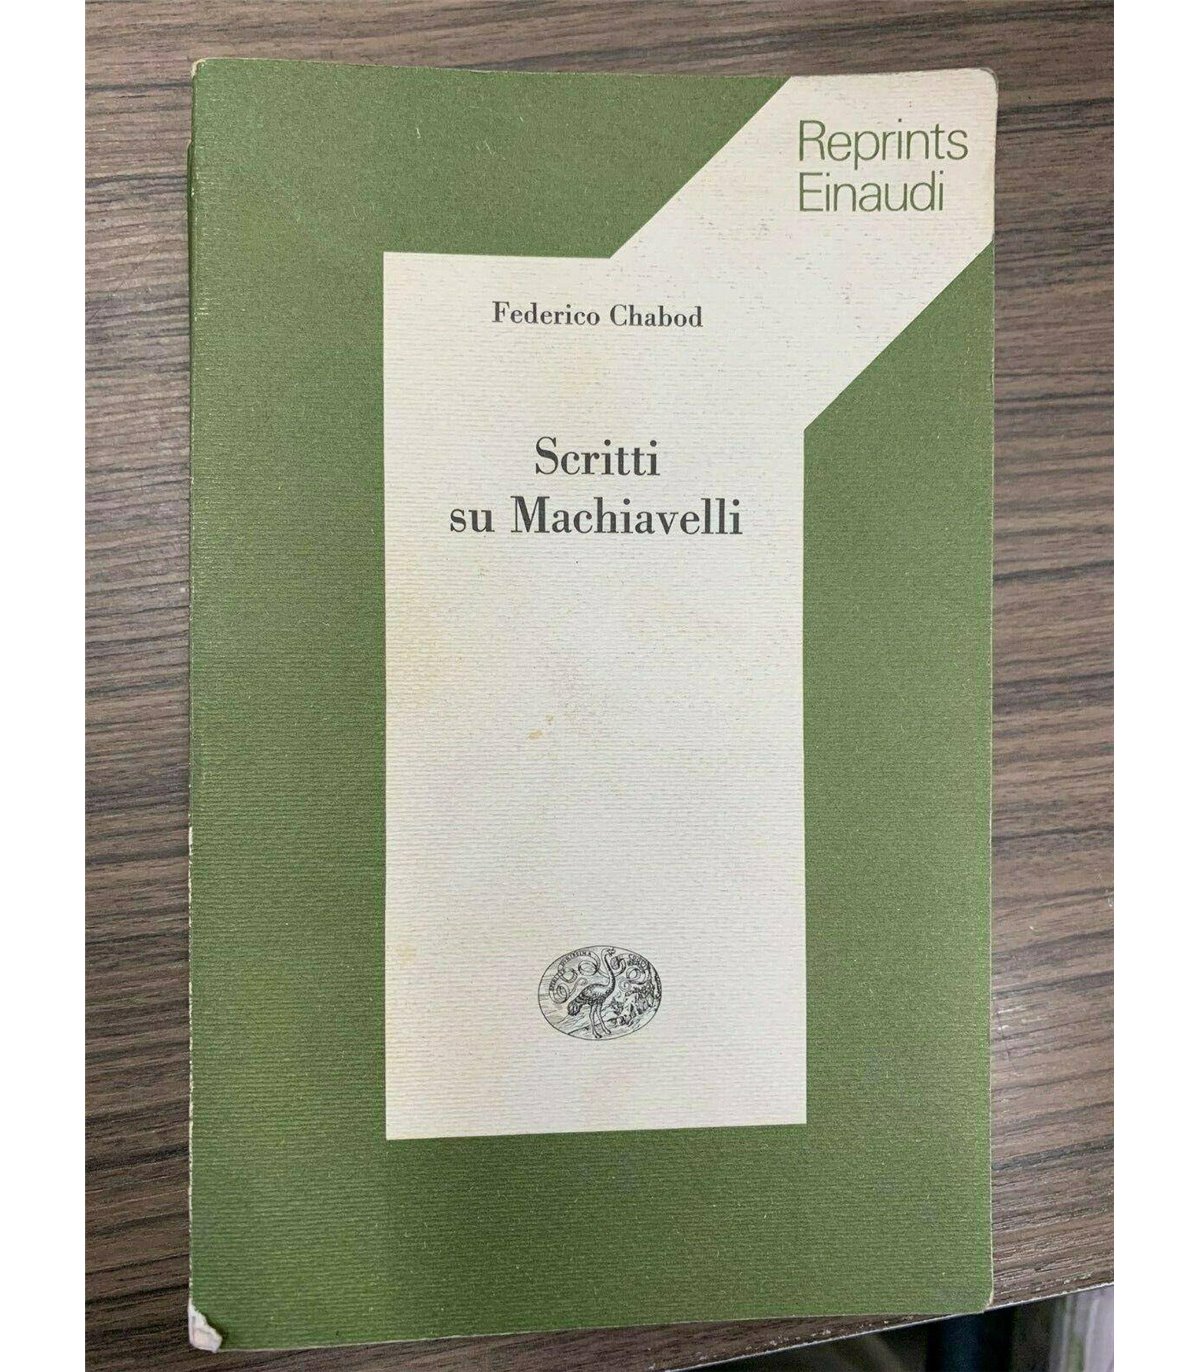 Reprints
Einaudi
Federico Chabod
Scritti
su Machiavelli